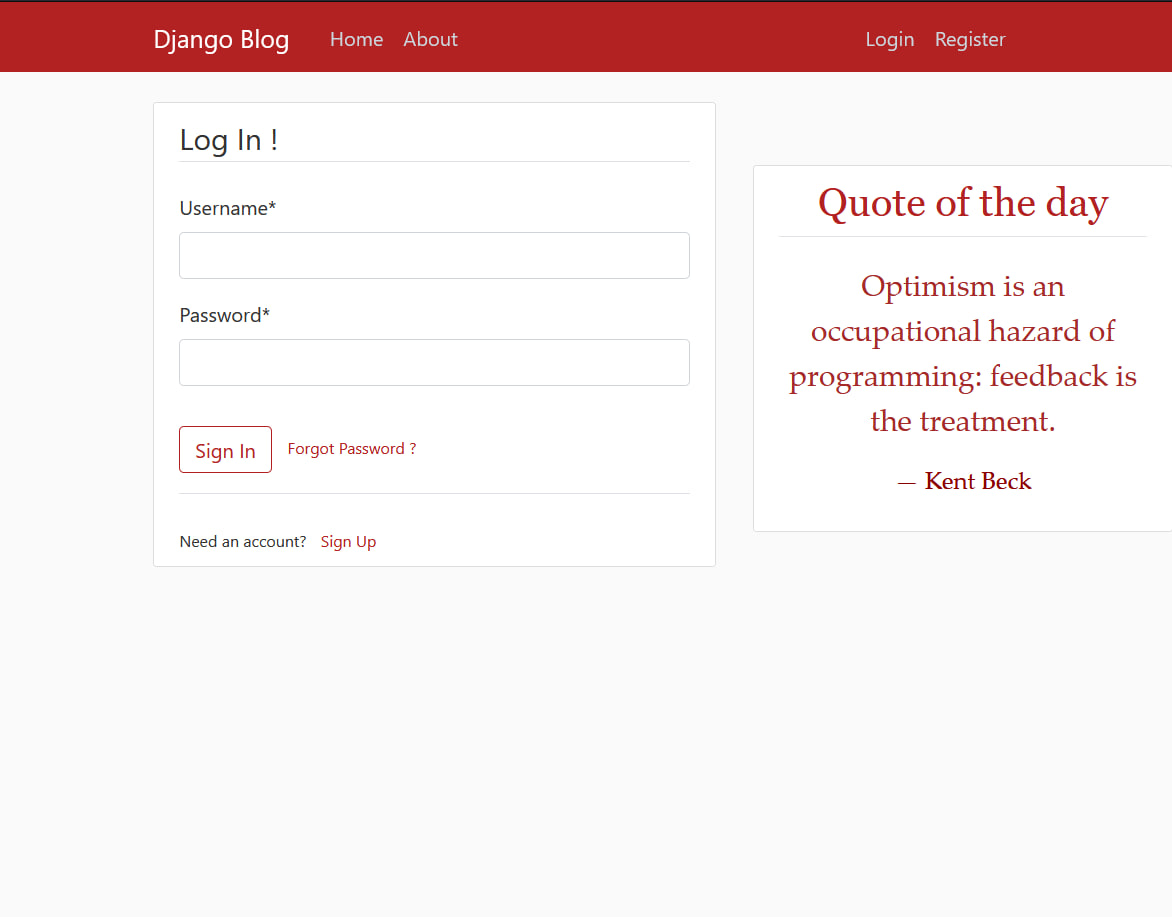 Django Blog Home About Login Register
Log In !
Username*
Password*
Sign In Forgot Password ?
Need an account? Sign Up
Quote of the day
Optimism is an
occupational hazard of
programming: feedback is
the treatment.
— Kent Beck